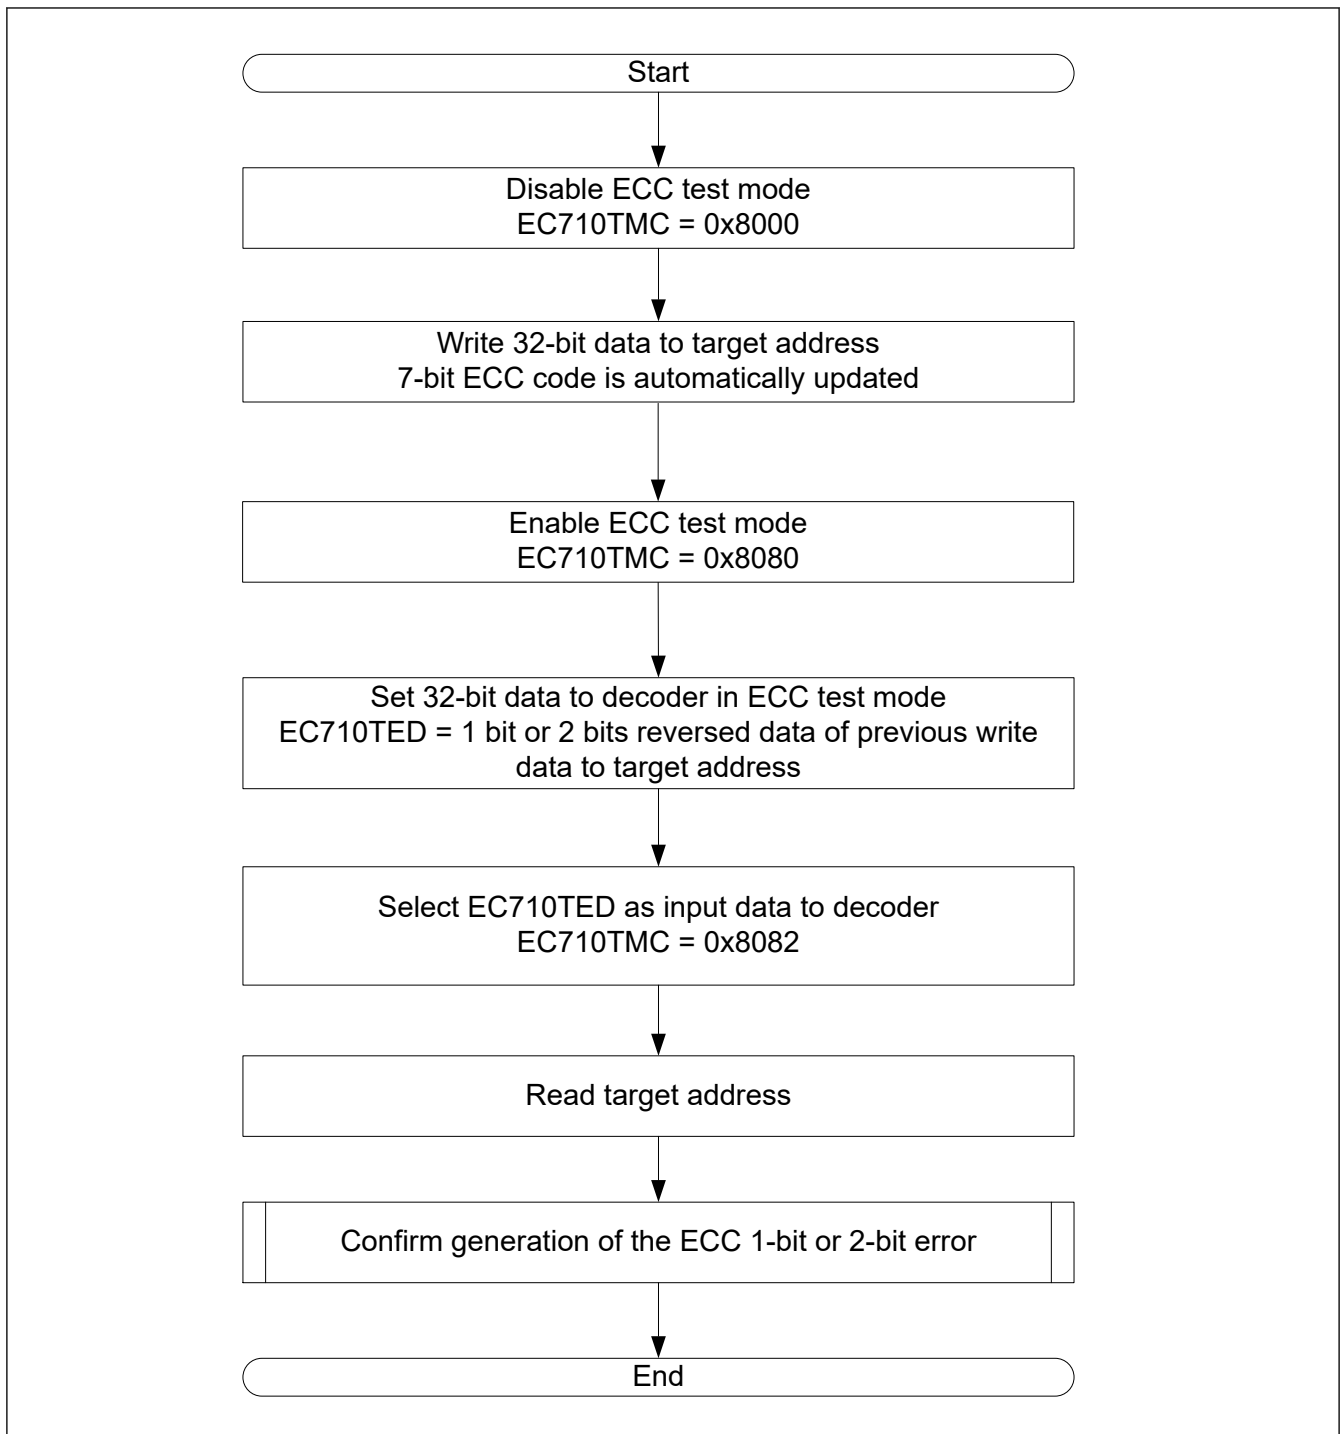 Start
Disable ECC test mode
EC710TMC = 0x8000
Write 32-bit data to target address
7-bit ECC code is automatically updated
Enable ECC test mode
EC710TMC = 0x8080
Set 32-bit data to decoder in ECC test mode
EC710TED = 1 bit or 2 bits reversed data of previous write
data to target address
Select EC710TED as input data to decoder
EC710TMC = 0x8082
Read target address
Confirm generation of the ECC 1-bit or 2-bit error
End